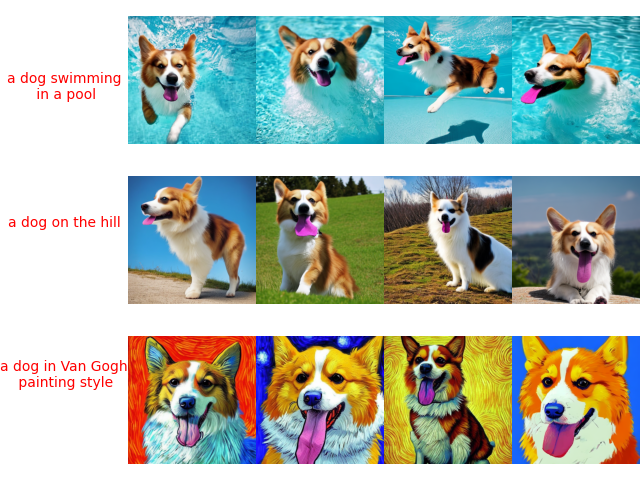 a dog swimming
in a pool
a dog on the hill
a dog in Van Gogh
painting style